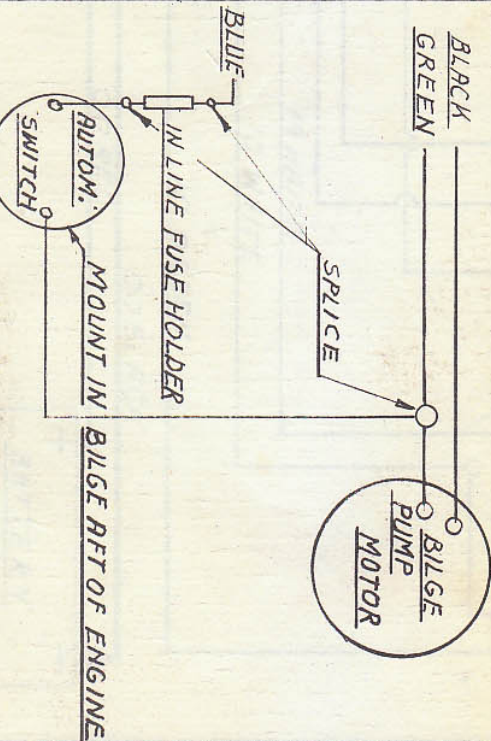 BLACK
GREEN
BLUE
SPLICE
IN LINE FUSE HOLDER
AUTOM.
SWITCH
BILGE
PUMP
MOTOR
MOUNT IN BILGE AFT OF ENGINE